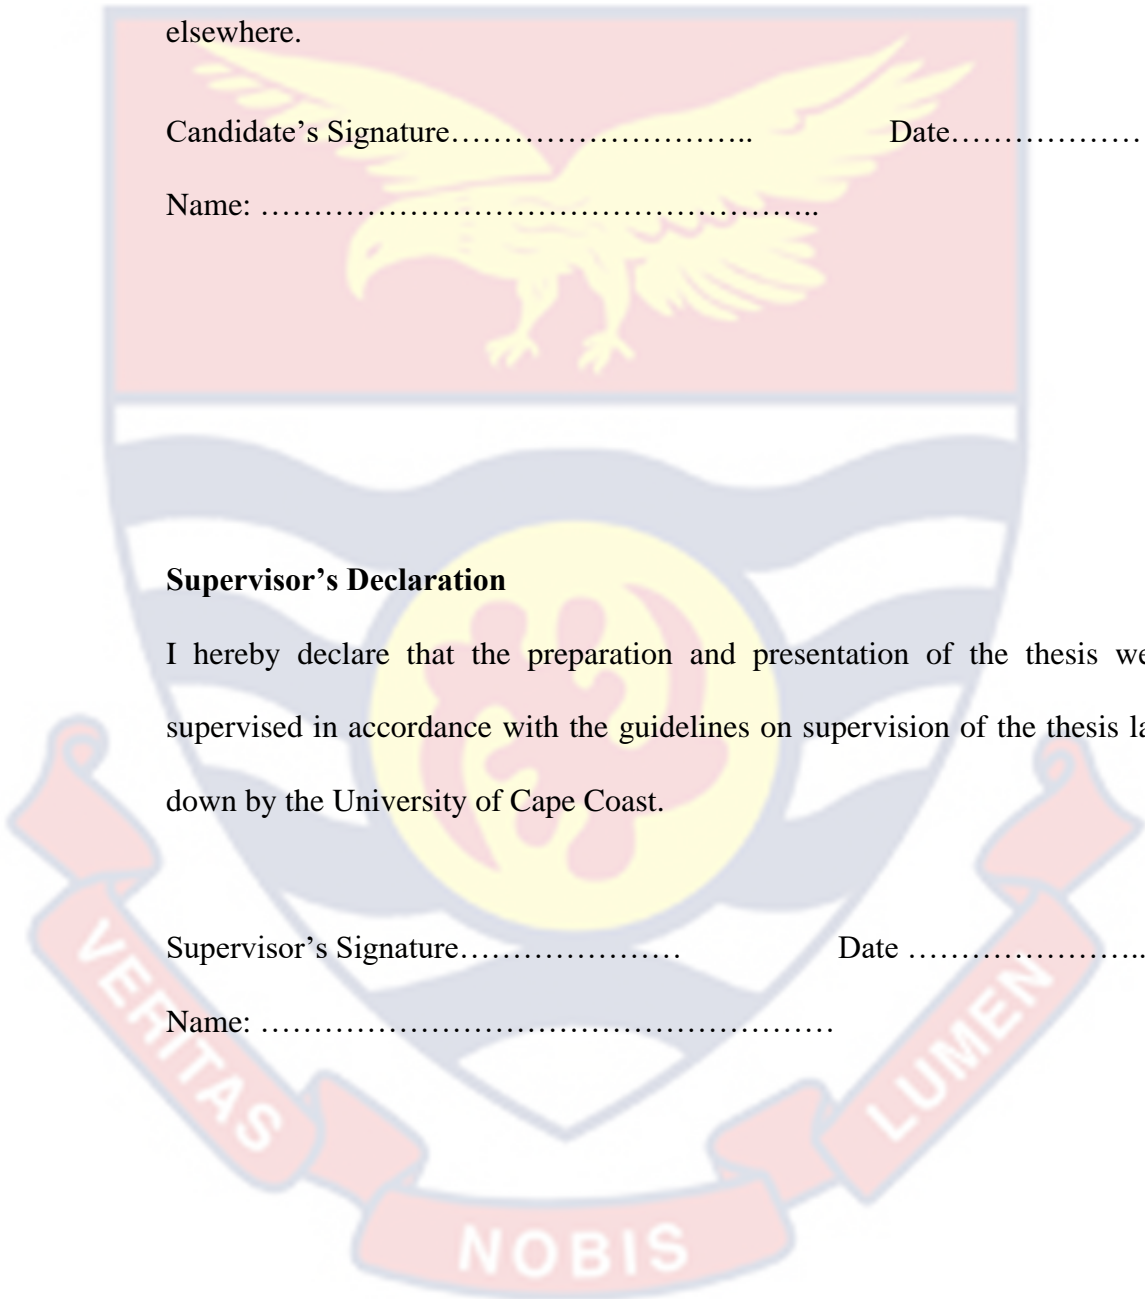 elsewhere.
Candidate’s Signature……………………….. Date………………
Name: ……………………………………………..
Supervisor’s Declaration
I hereby declare that the preparation and presentation of the thesis we
supervised in accordance with the guidelines on supervision of the thesis la
down by the University of Cape Coast.
Supervisor’s Signature………………… Date …………………..
Name: ………………………………………………
VERITAS
NOBIS
LUMEN